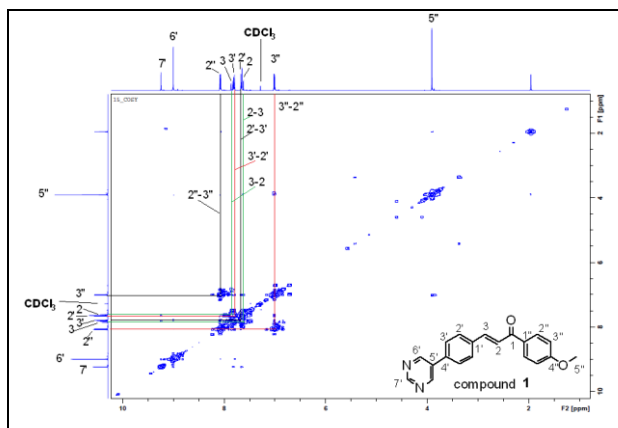 5''
6'
CDCl₃
3 3' 2' 2 3''
7' 2''
1G_COSY
3''-2''
2-3
2'-3'
3'-2'
3-2
2''-3''
5''
3''
CDCl₃
2
2'
3'
3
2''
6'
7'
F1 [ppm]
2
4
6
8
10
10 8 6 4 2 F2 [ppm]
O
3' 2' 3 2''
6' 3''
N 5' 1' 2 1 1'' O
7' N 4' 4'' 5''
compound 1